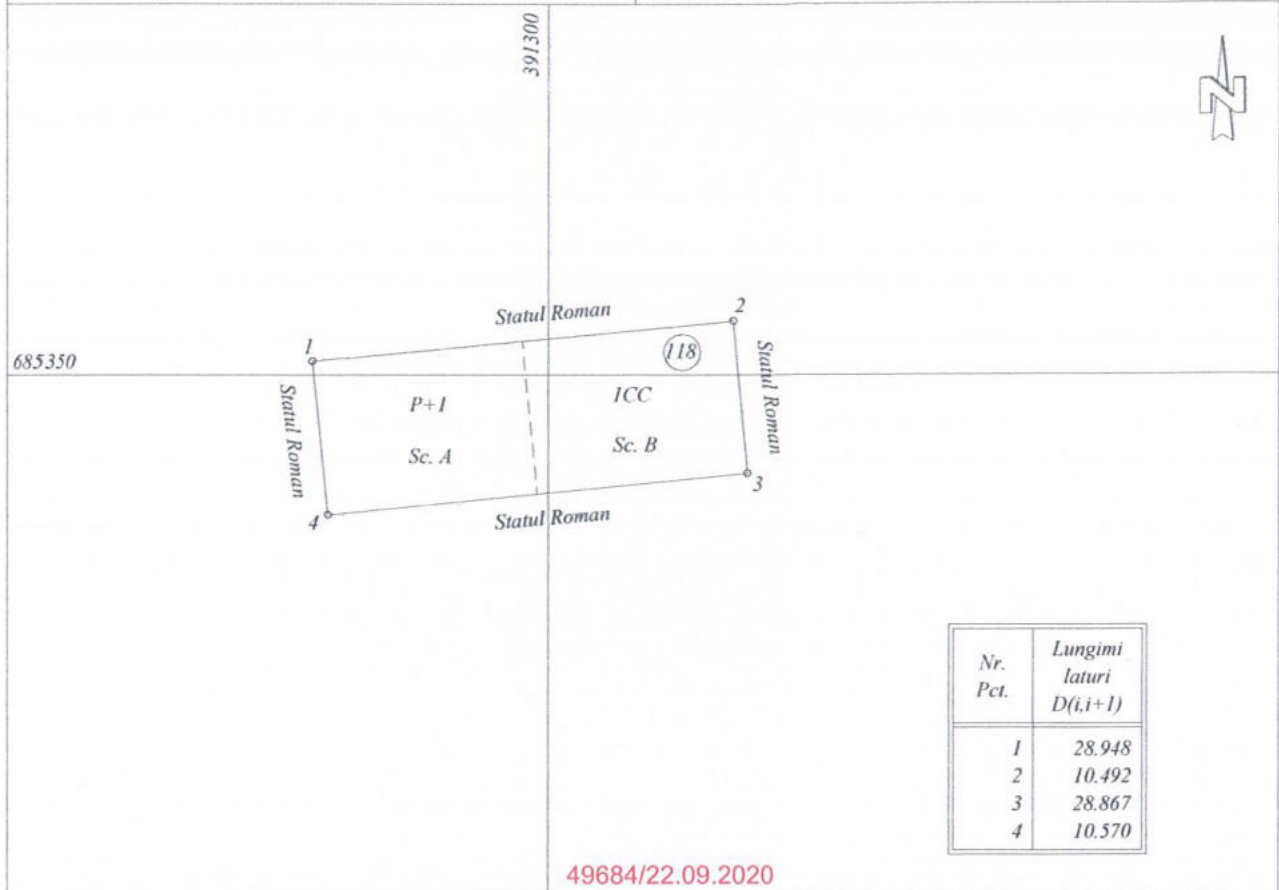 391300
N
Statul Roman
2
1
118
685350
Statul Roman
Statul Roman
P+1
1CC
Sc. A
Sc. B
3
4
Statul Roman
Nr. Pct.
Lungimi laturi D(i,i+1)
1 28.948
2 10.492
3 28.867
4 10.570
49684/22.09.2020